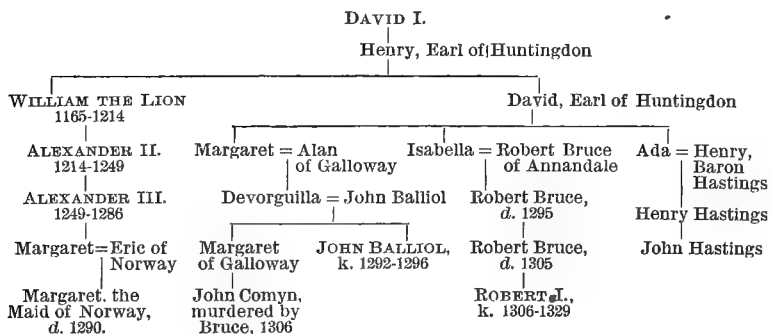 DAVID I.
Henry, Earl of Huntingdon
WILLIAM THE LION
1165-1214
David, Earl of Huntingdon
ALEXANDER II.
1214-1249
Margaret = Alan
of Galloway
Isabella = Robert Bruce
of Annandale
Ada = Henry,
Baron
Hastings
ALEXANDER III.
1249-1286
Devorguilla = John Balliol
Robert Bruce,
d. 1295
Henry Hastings
Margaret = Eric of
Norway
Margaret
of Galloway
JOHN BALLIOL,
k. 1292-1296
Robert Bruce,
d. 1305
John Hastings
Margaret. the
Maid of Norway,
d. 1290.
John Comyn,
murdered by
Bruce, 1306
ROBERT I.,
k. 1306-1329